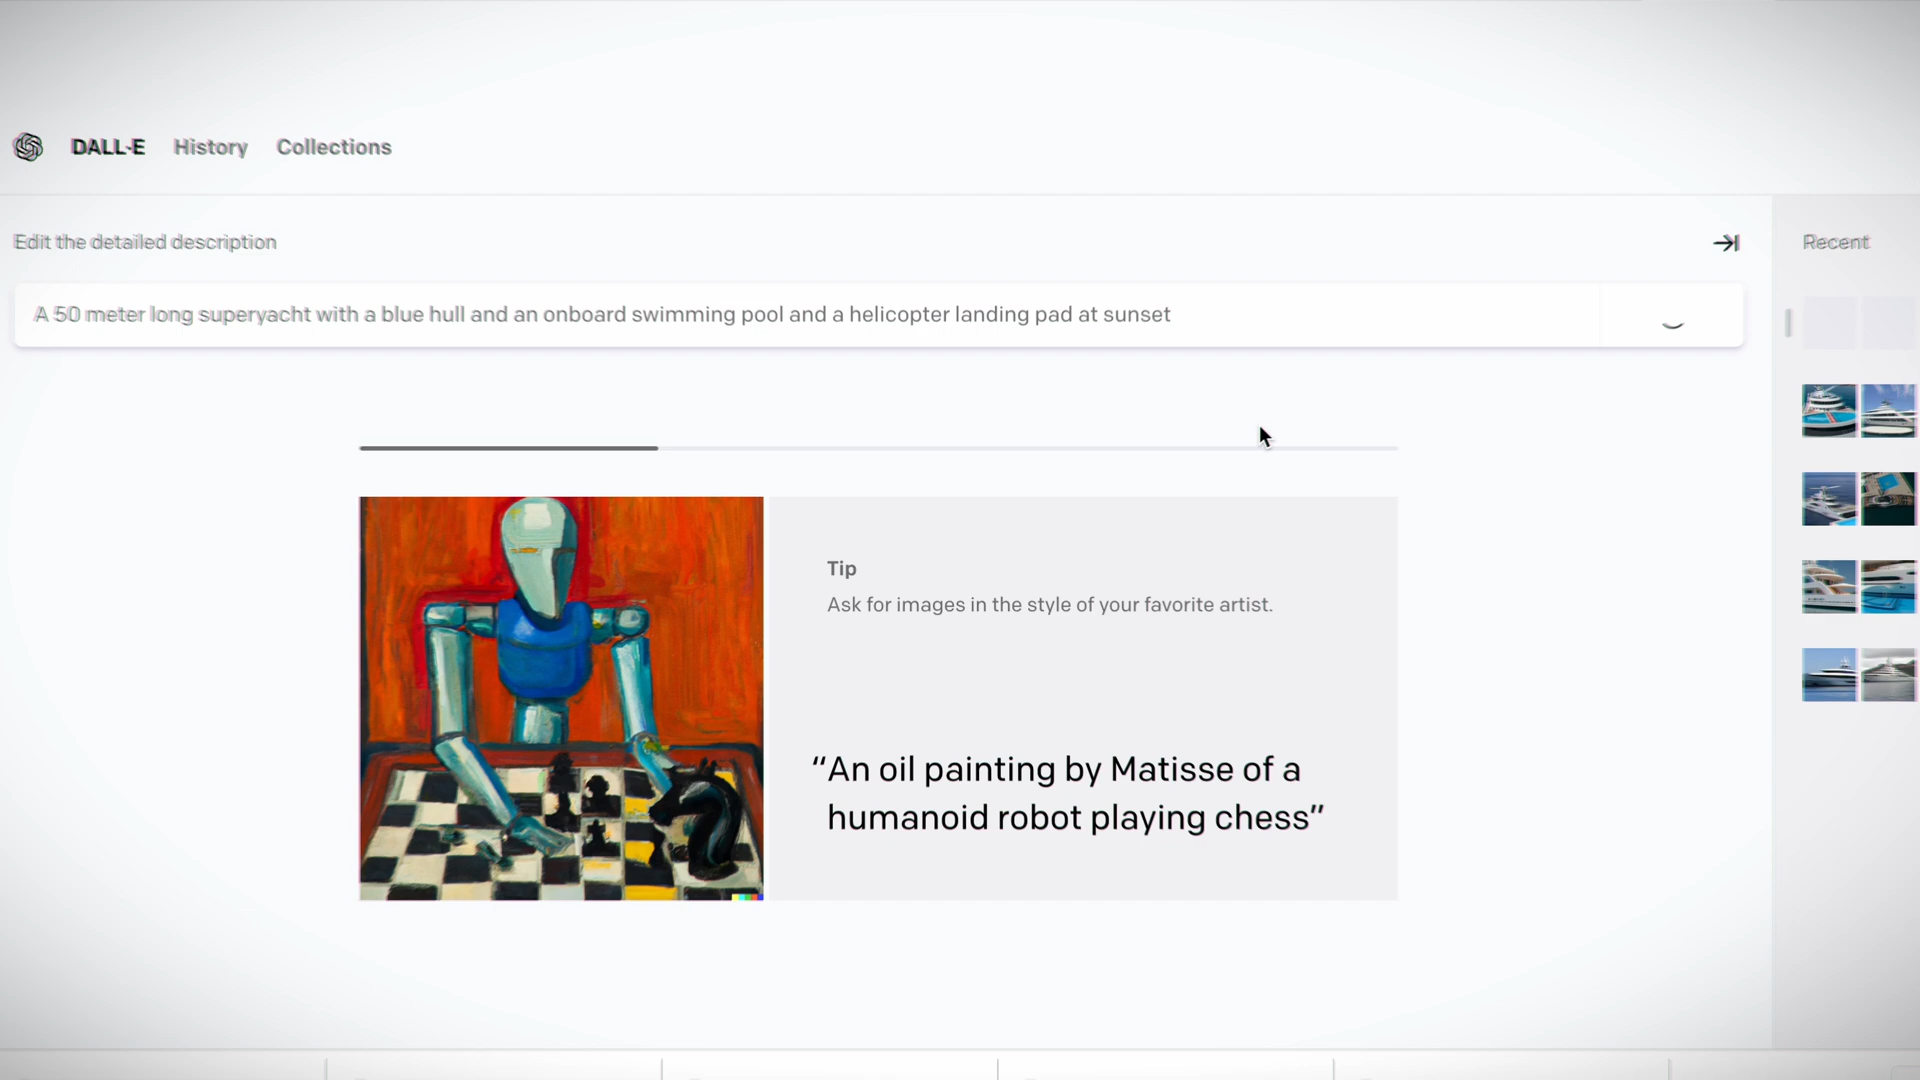 DALL·E History Collections
Edit the detailed description
Recent
A 50 meter long superyacht with a blue hull and an onboard swimming pool and a helicopter landing pad at sunset
Tip
Ask for images in the style of your favorite artist.
“An oil painting by Matisse of a
humanoid robot playing chess”